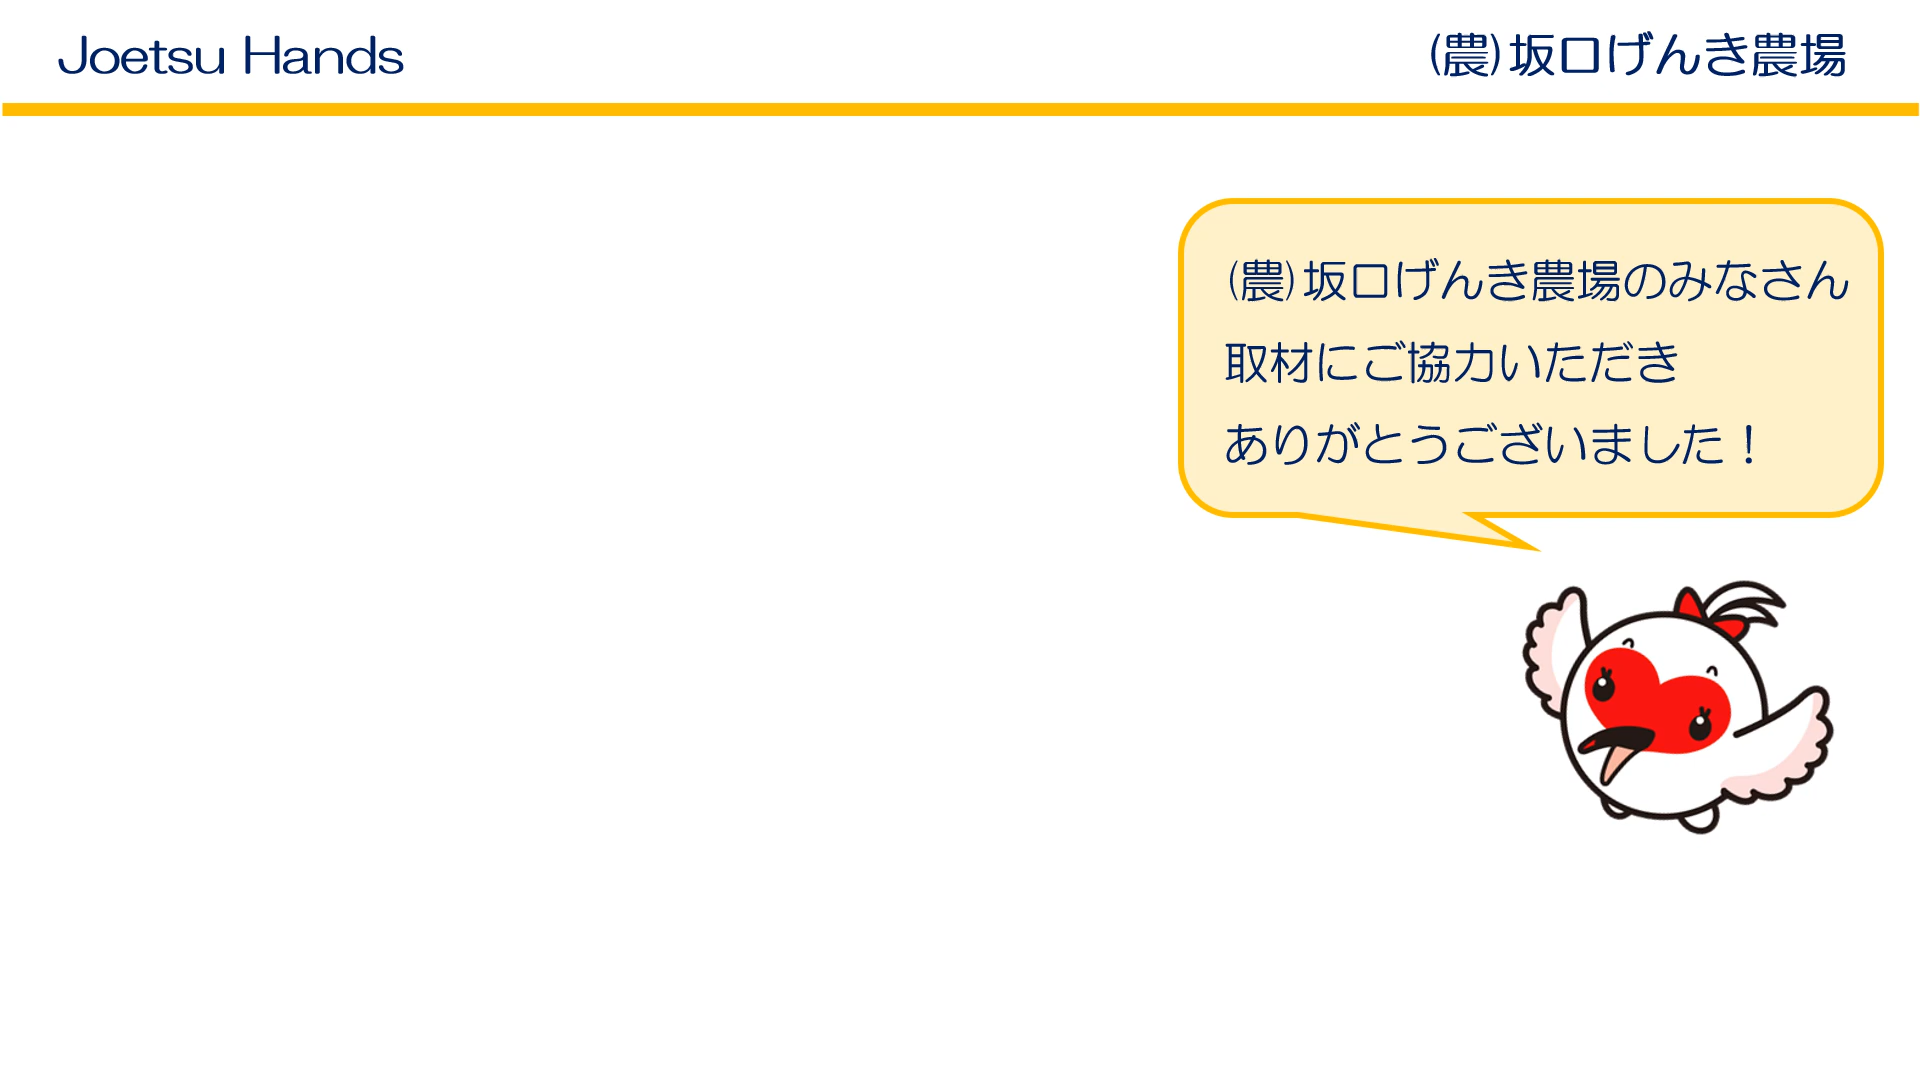 Joetsu Hands
(農)坂口げんき農場
(農)坂口げんき農場のみなさん
取材にご協力いただき
ありがとうございました！